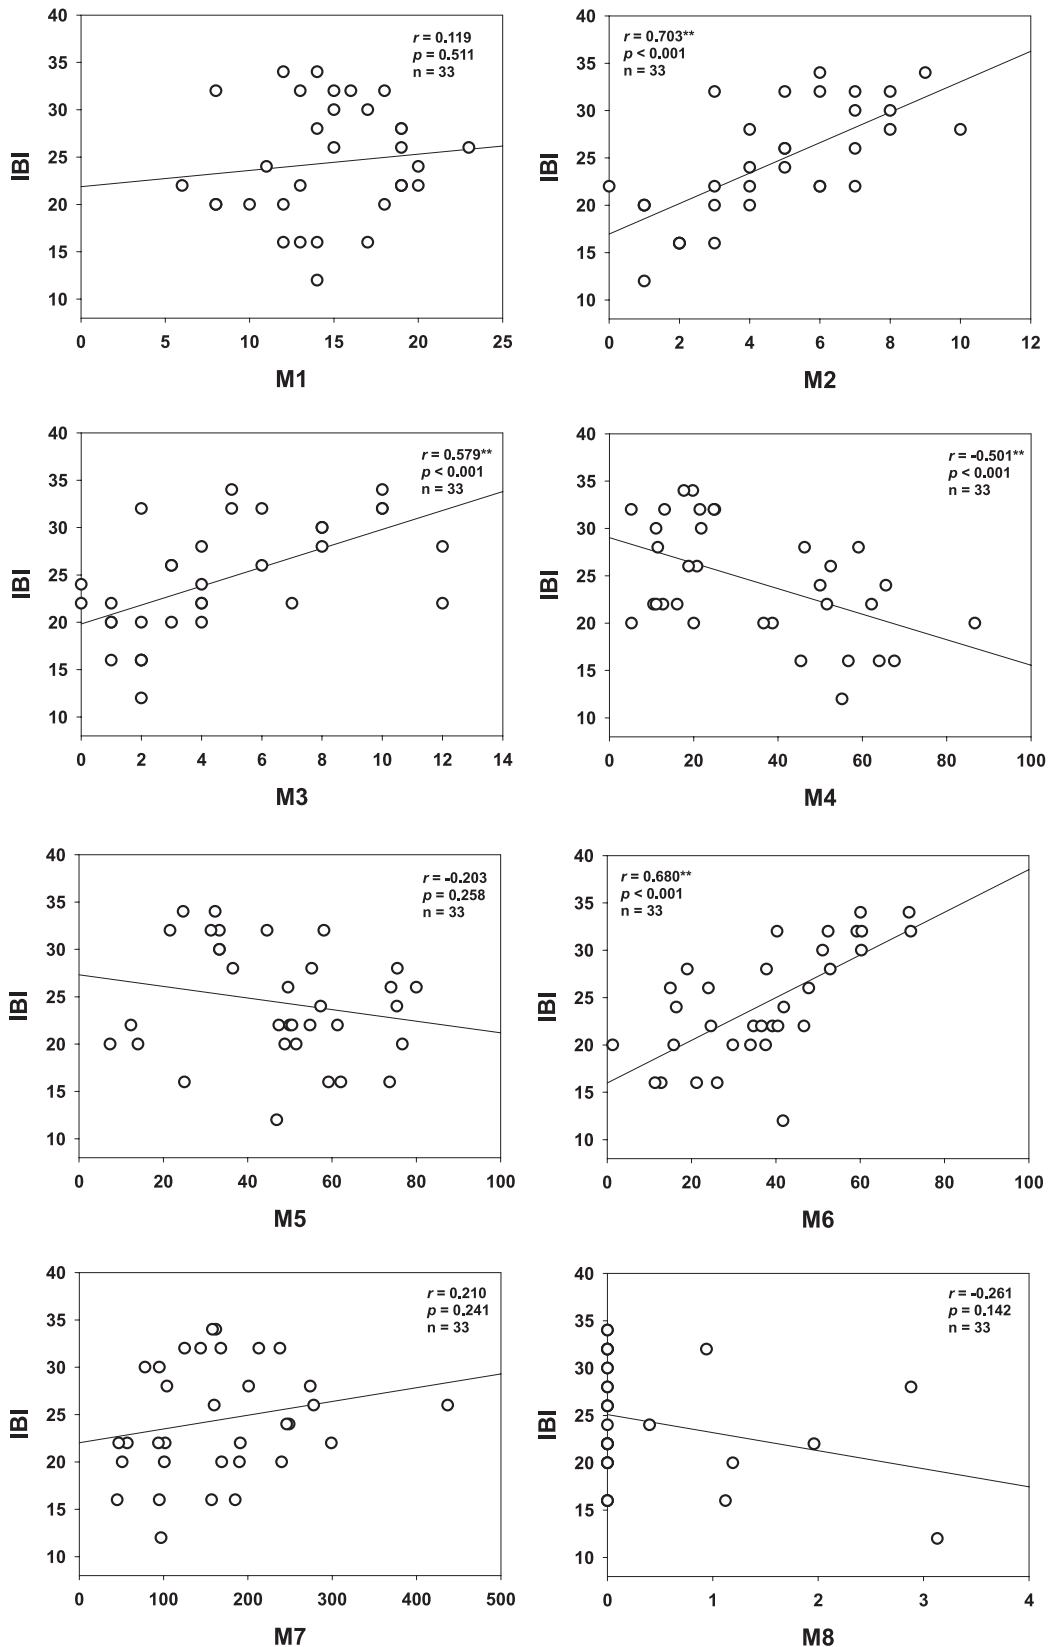 40
35
30
25
20
15
10
IBI
r = 0.119
p = 0.511
n = 33
0 5 10 15 20 25
M1
40
35
30
25
20
15
10
IBI
r = 0.703**
p < 0.001
n = 33
0 2 4 6 8 10 12
M2
40
35
30
25
20
15
10
IBI
r = 0.579**
p < 0.001
n = 33
0 2 4 6 8 10 12 14
M3
40
35
30
25
20
15
10
IBI
r = -0.501**
p < 0.001
n = 33
0 20 40 60 80 100
M4
40
35
30
25
20
15
10
IBI
r = -0.203
p = 0.258
n = 33
0 20 40 60 80 100
M5
40
35
30
25
20
15
10
IBI
r = 0.680**
p < 0.001
n = 33
0 20 40 60 80 100
M6
40
35
30
25
20
15
10
IBI
r = 0.210
p = 0.241
n = 33
0 100 200 300 400 500
M7
40
35
30
25
20
15
10
IBI
r = -0.261
p = 0.142
n = 33
0 1 2 3 4
M8